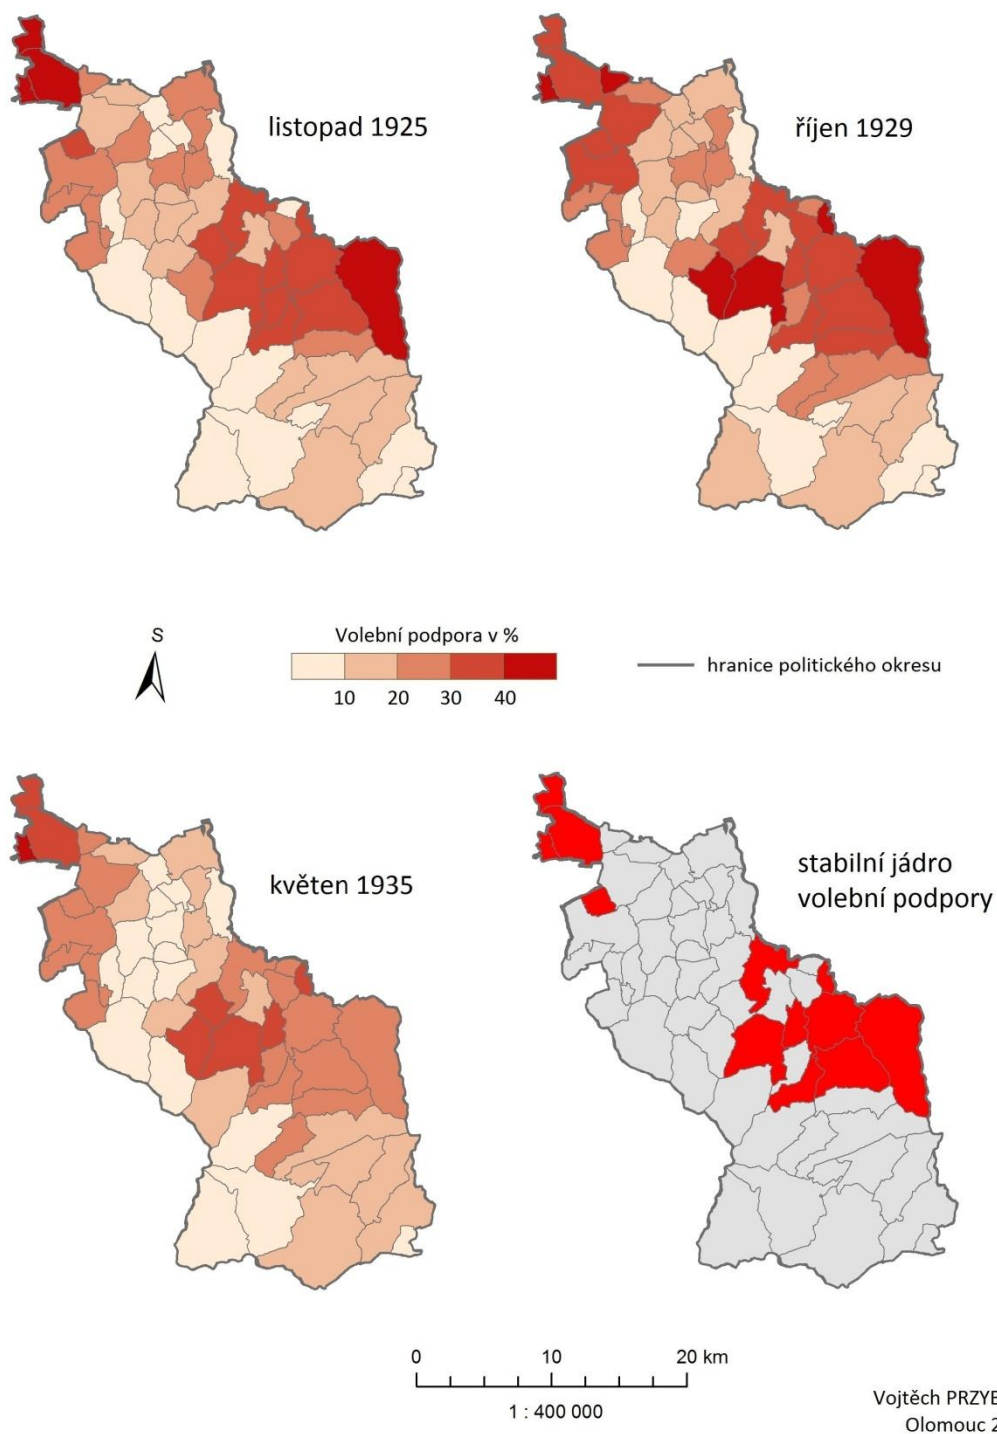 listopad 1925
říjen 1929
S
Volební podpora v %
10 20 30 40
hranice politického okresu
květen 1935
stabilní jádro
volební podpory
0 10 20 km
1 : 400 000
Vojtěch
Olomouc